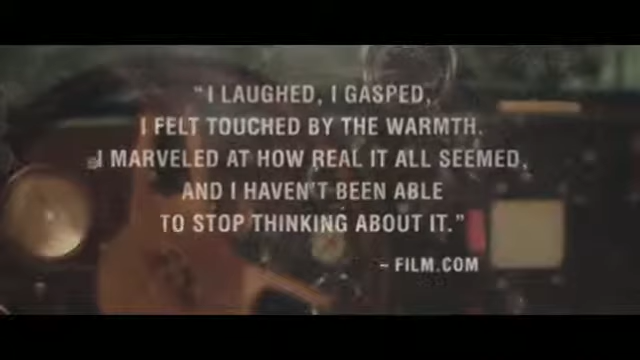 “I LAUGHED, I GASPED,
I FELT TOUCHED BY THE WARMTH.
I MARVELED AT HOW REAL IT ALL SEEMED,
AND I HAVEN'T BEEN ABLE
TO STOP THINKING ABOUT IT.”
– FILM.COM